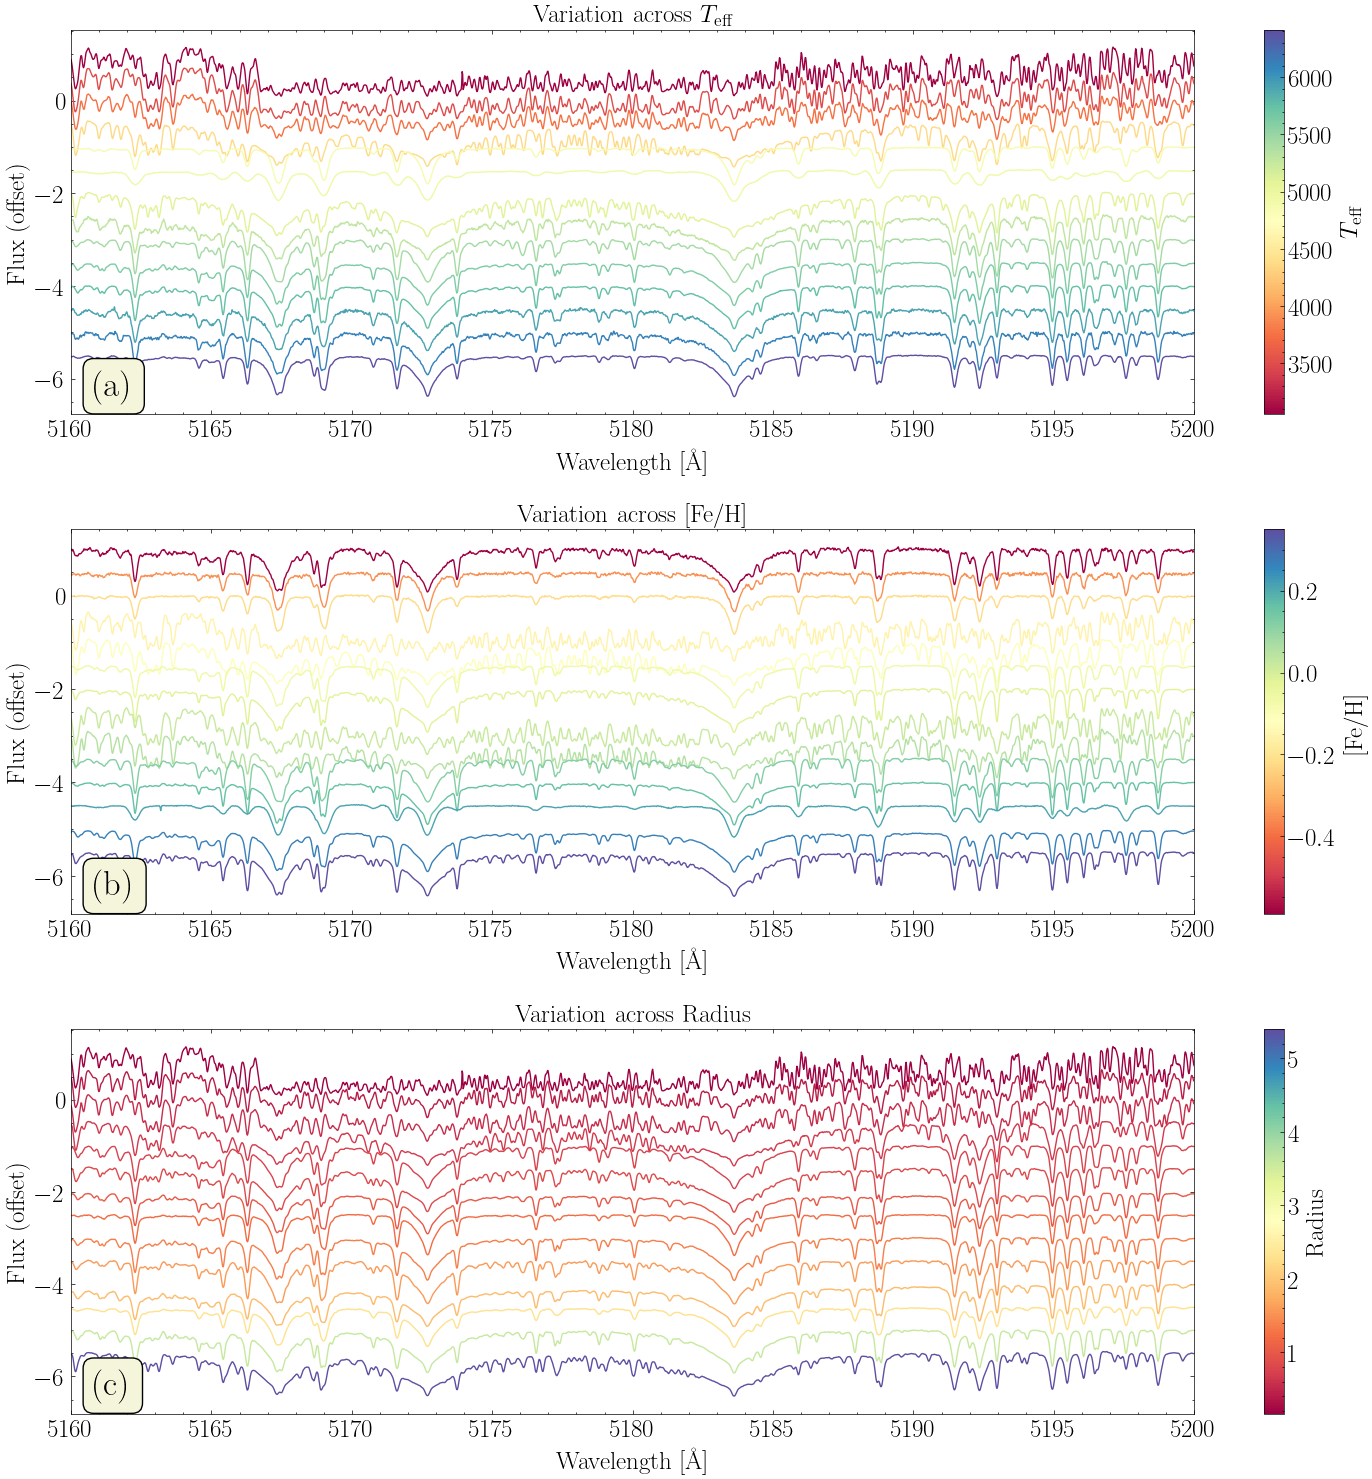 Variation across T_eff
0
−2
−4
−6
Flux (offset)
(a)
5160 5165 5170 5175 5180 5185 5190 5195 5200
Wavelength [Å]
6000
5500
5000
4500
4000
3500
T_eff
Variation across [Fe/H]
0
−2
−4
−6
Flux (offset)
(b)
5160 5165 5170 5175 5180 5185 5190 5195 5200
Wavelength [Å]
0.2
0.0
−0.2
−0.4
[Fe/H]
Variation across Radius
0
−2
−4
−6
Flux (offset)
(c)
5160 5165 5170 5175 5180 5185 5190 5195 5200
Wavelength [Å]
5
4
3
2
1
Radius